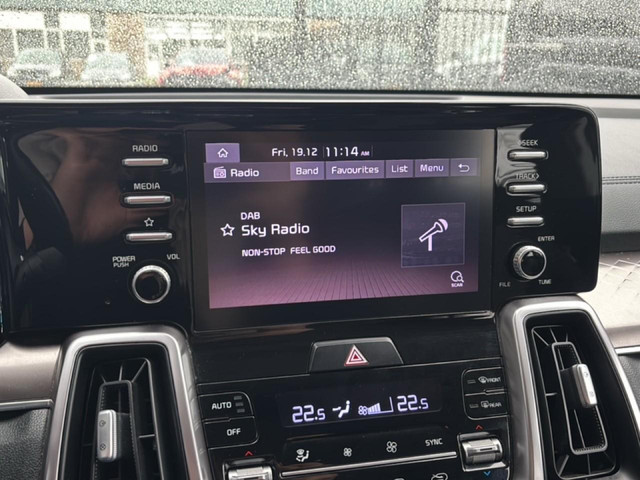 RADIO
MEDIA
POWER PUSH VOL
Fri, 19.12 11:14 AM
Radio Band Favourites List Menu
DAB
Sky Radio
NON-STOP FEEL GOOD
SCAN
SEEK
TRACK
SETUP
ENTER
FILE TUNE
AUTO
OFF
22.5 22.5
SYNC
FRONT
REAR